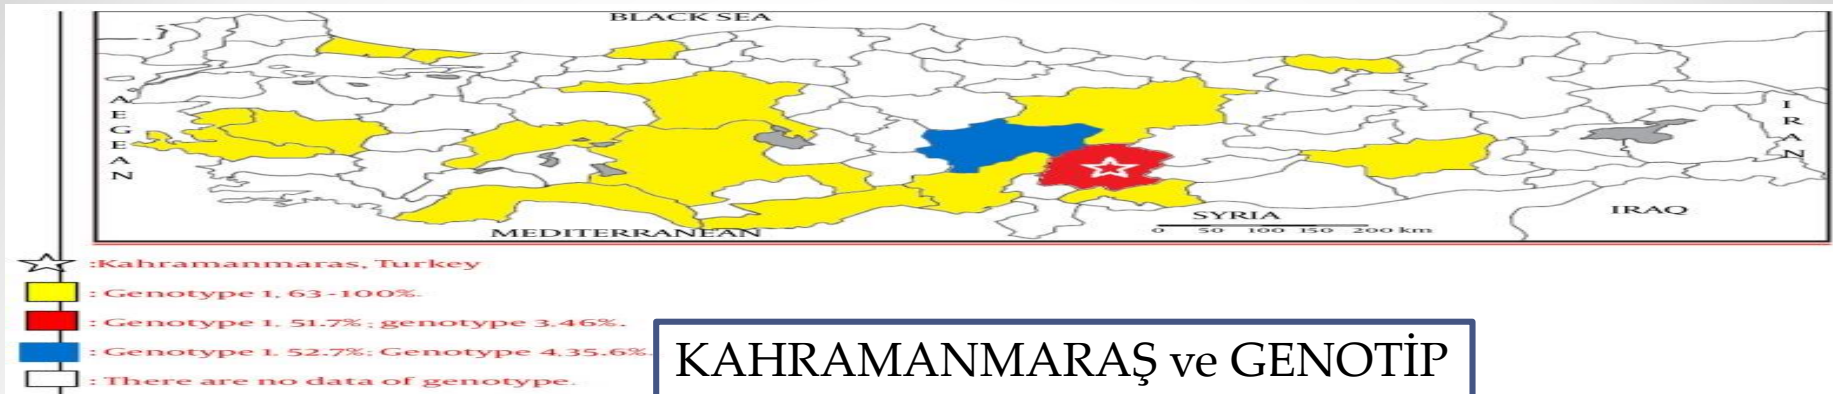 BLACK SEA
AEGEAN
IRAN
SYRIA
IRAQ
MEDITERRANEAN
0 50 100 150 200 km
:Kahramanmaras, Turkey
: Genotype 1, 63-100%.
: Genotype 1, 51.7% ; genotype 3,46%.
: Genotype 1, 52.7%; Genotype 4,35.6%.
: There are no data of genotype.
KAHRAMANMARAŞ ve GENOTİP